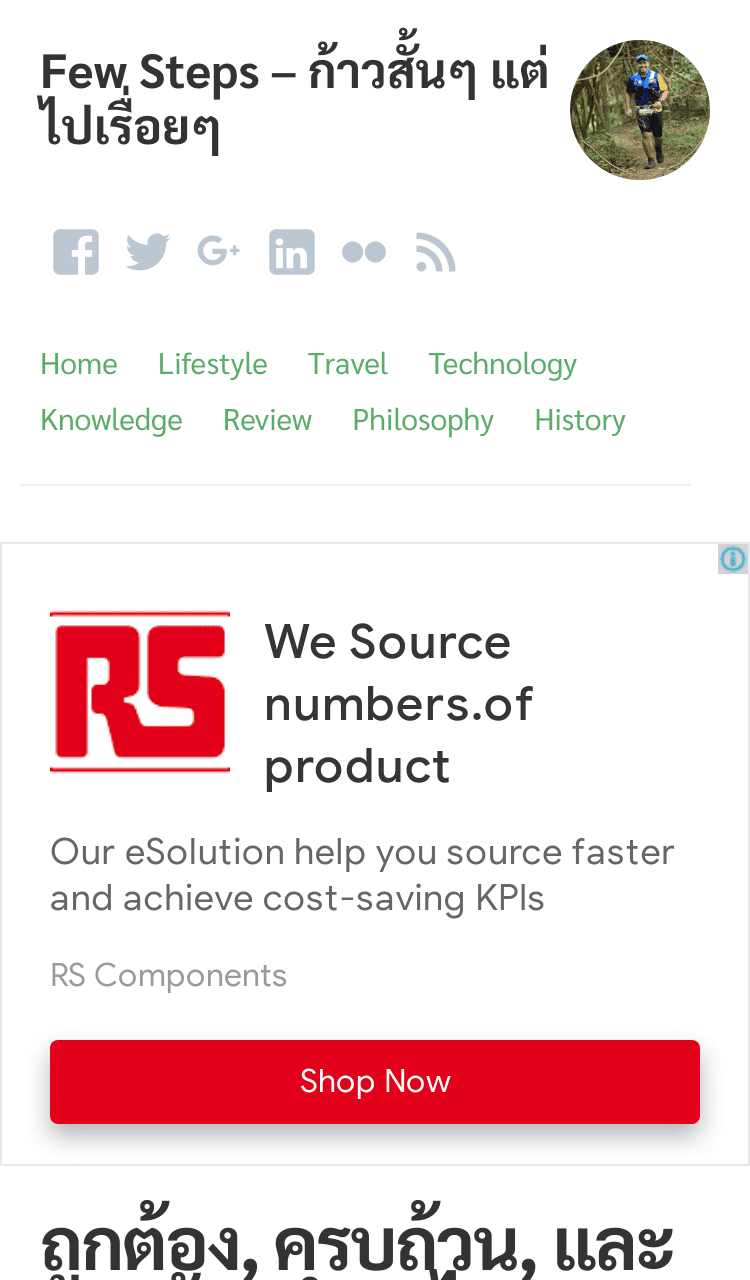 Few Steps – ก้าวสั้นๆ แต่
ไปเรื่อยๆ
Home Lifestyle Travel Technology
Knowledge Review Philosophy History
RS
We Source
numbers.of
product
Our eSolution help you source faster
and achieve cost-saving KPIs
RS Components
Shop Now
ถูกต้อง, ครบถ้วน, และ